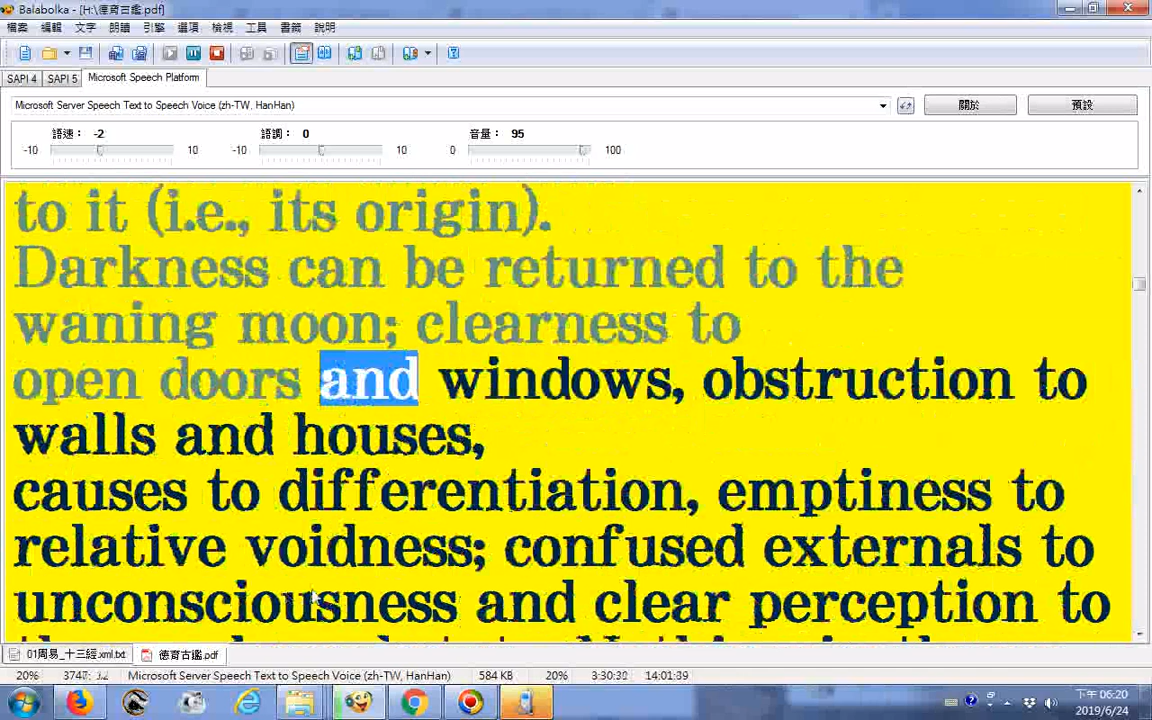 Balabolka - [H:\德育古鑑.pdf]
檔案 編輯 文字 朗讀 引擎 選項 檢視 工具 書籤 說明
SAPI 4 SAPI 5 Microsoft Speech Platform
Microsoft Server Speech Text to Speech Voice (zh-TW, HanHan) 關於 預設
語速： -2 語調： 0 音量： 95
-10 10 -10 10 0 100
to it (i.e., its origin).
Darkness can be returned to the
waning moon; clearness to
open doors and windows, obstruction to
walls and houses,
causes to differentiation, emptiness to
relative voidness; confused externals to
unconsciousness and clear perception to
01周易_十三經.xml.txt 德育古鑑.pdf
20% Microsoft Server Speech Text to Speech Voice (zh-TW, HanHan) 584 KB 20% 14:01:39
下午 06:20
2019/6/24